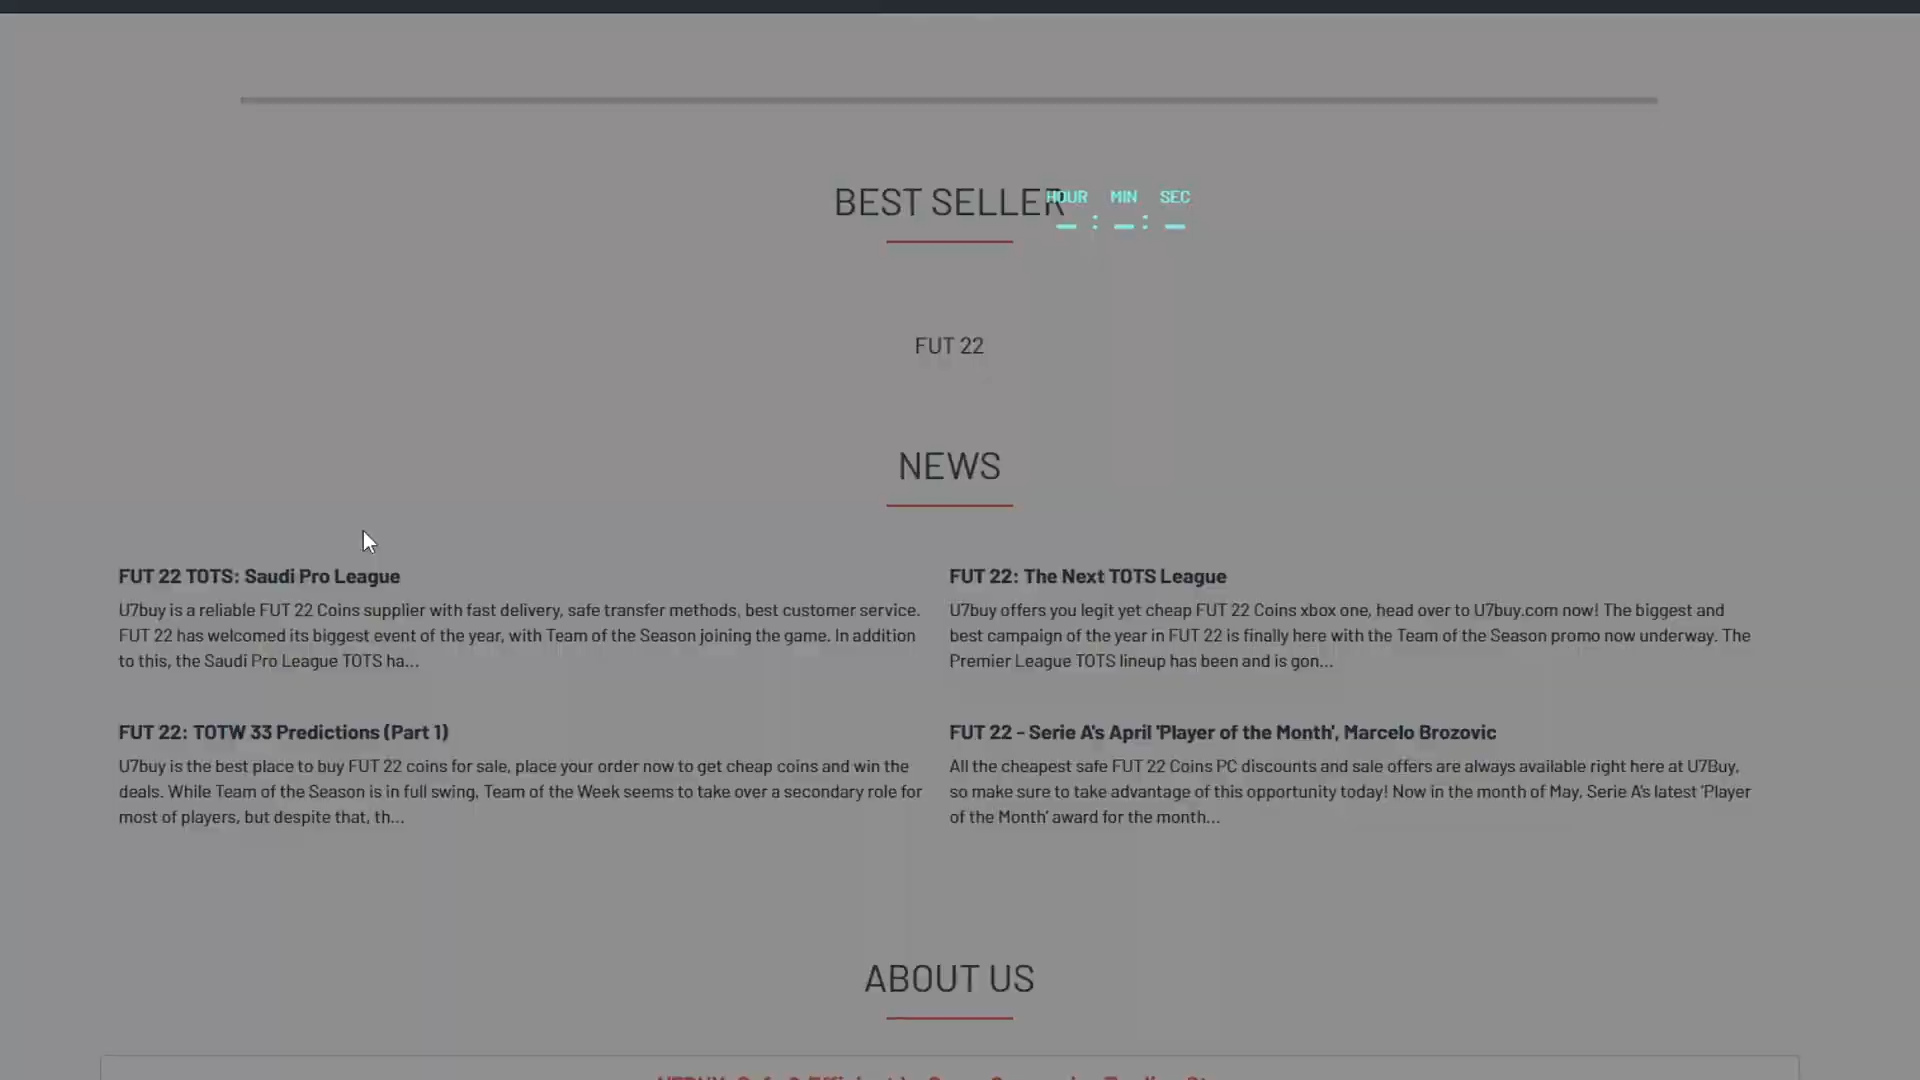 BEST SELLER
HOUR MIN SEC
– : – : –
FUT 22
NEWS
FUT 22 TOTS: Saudi Pro League
U7buy is a reliable FUT 22 Coins supplier with fast delivery, safe transfer methods, best customer service.
FUT 22 has welcomed its biggest event of the year, with Team of the Season joining the game. In addition
to this, the Saudi Pro League TOTS ha...
FUT 22: The Next TOTS League
U7buy offers you legit yet cheap FUT 22 Coins xbox one, head over to U7buy.com now! The biggest and
best campaign of the year in FUT 22 is finally here with the Team of the Season promo now underway. The
Premier League TOTS lineup has been and is gon...
FUT 22: TOTW 33 Predictions (Part 1)
U7buy is the best place to buy FUT 22 coins for sale, place your order now to get cheap coins and win the
deals. While Team of the Season is in full swing, Team of the Week seems to take over a secondary role for
most of players, but despite that, th...
FUT 22 - Serie A's April 'Player of the Month', Marcelo Brozovic
All the cheapest safe FUT 22 Coins PC discounts and sale offers are always available right here at U7Buy,
so make sure to take advantage of this opportunity today! Now in the month of May, Serie A's latest 'Player
of the Month' award for the month...
ABOUT US